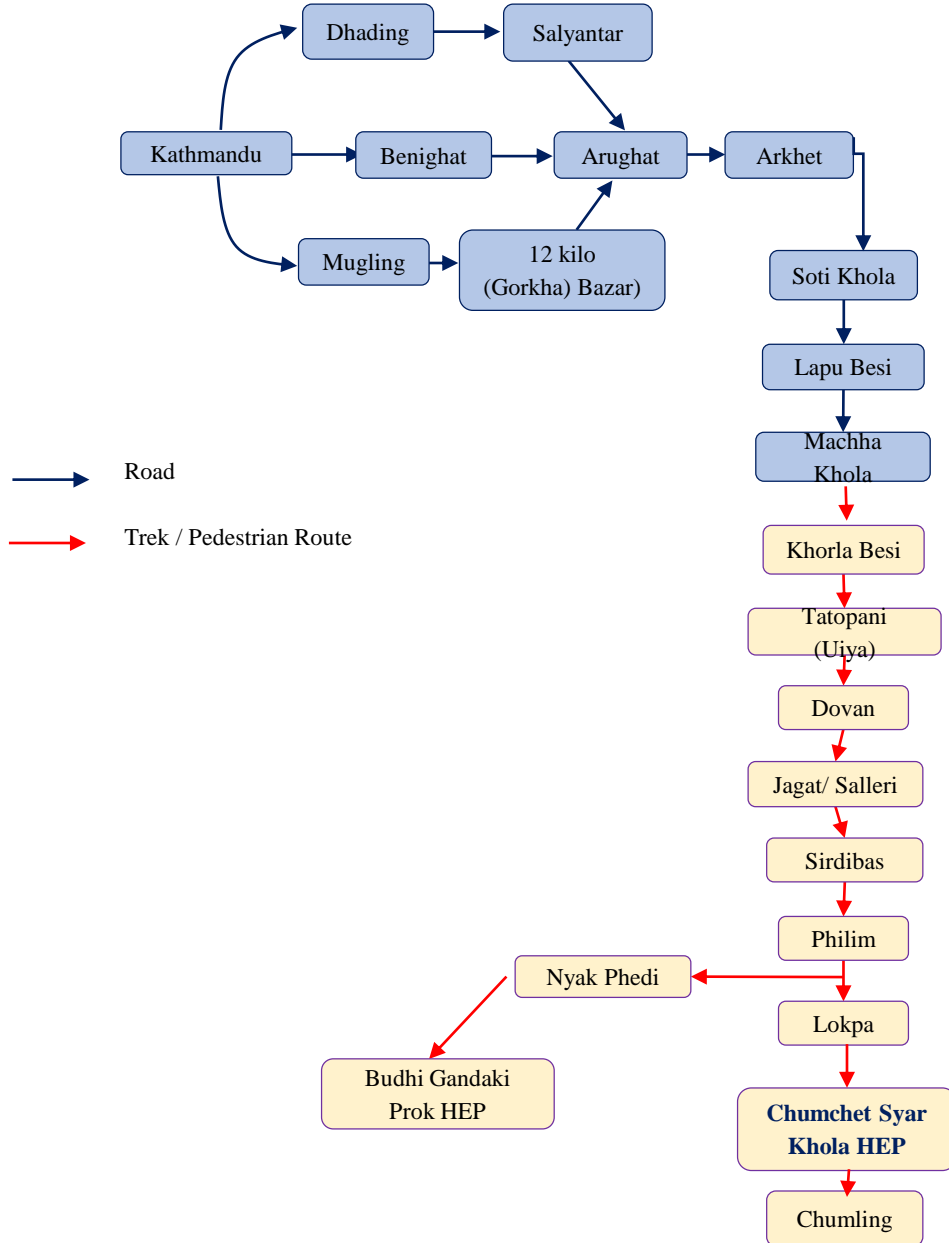 Dhading
Salyantar
Kathmandu
Benighat
Arughat
Arkhet
Mugling
12 kilo
(Gorkha) Bazar)
Soti Khola
Lapu Besi
Machha
Khola
Road
Trek / Pedestrian Route
Khorla Besi
Tatopani
(Uiya)
Dovan
Jagat/ Salleri
Sirdibas
Philim
Nyak Phedi
Lokpa
Budhi Gandaki
Prok HEP
Chumchet Syar
Khola HEP
Chumling